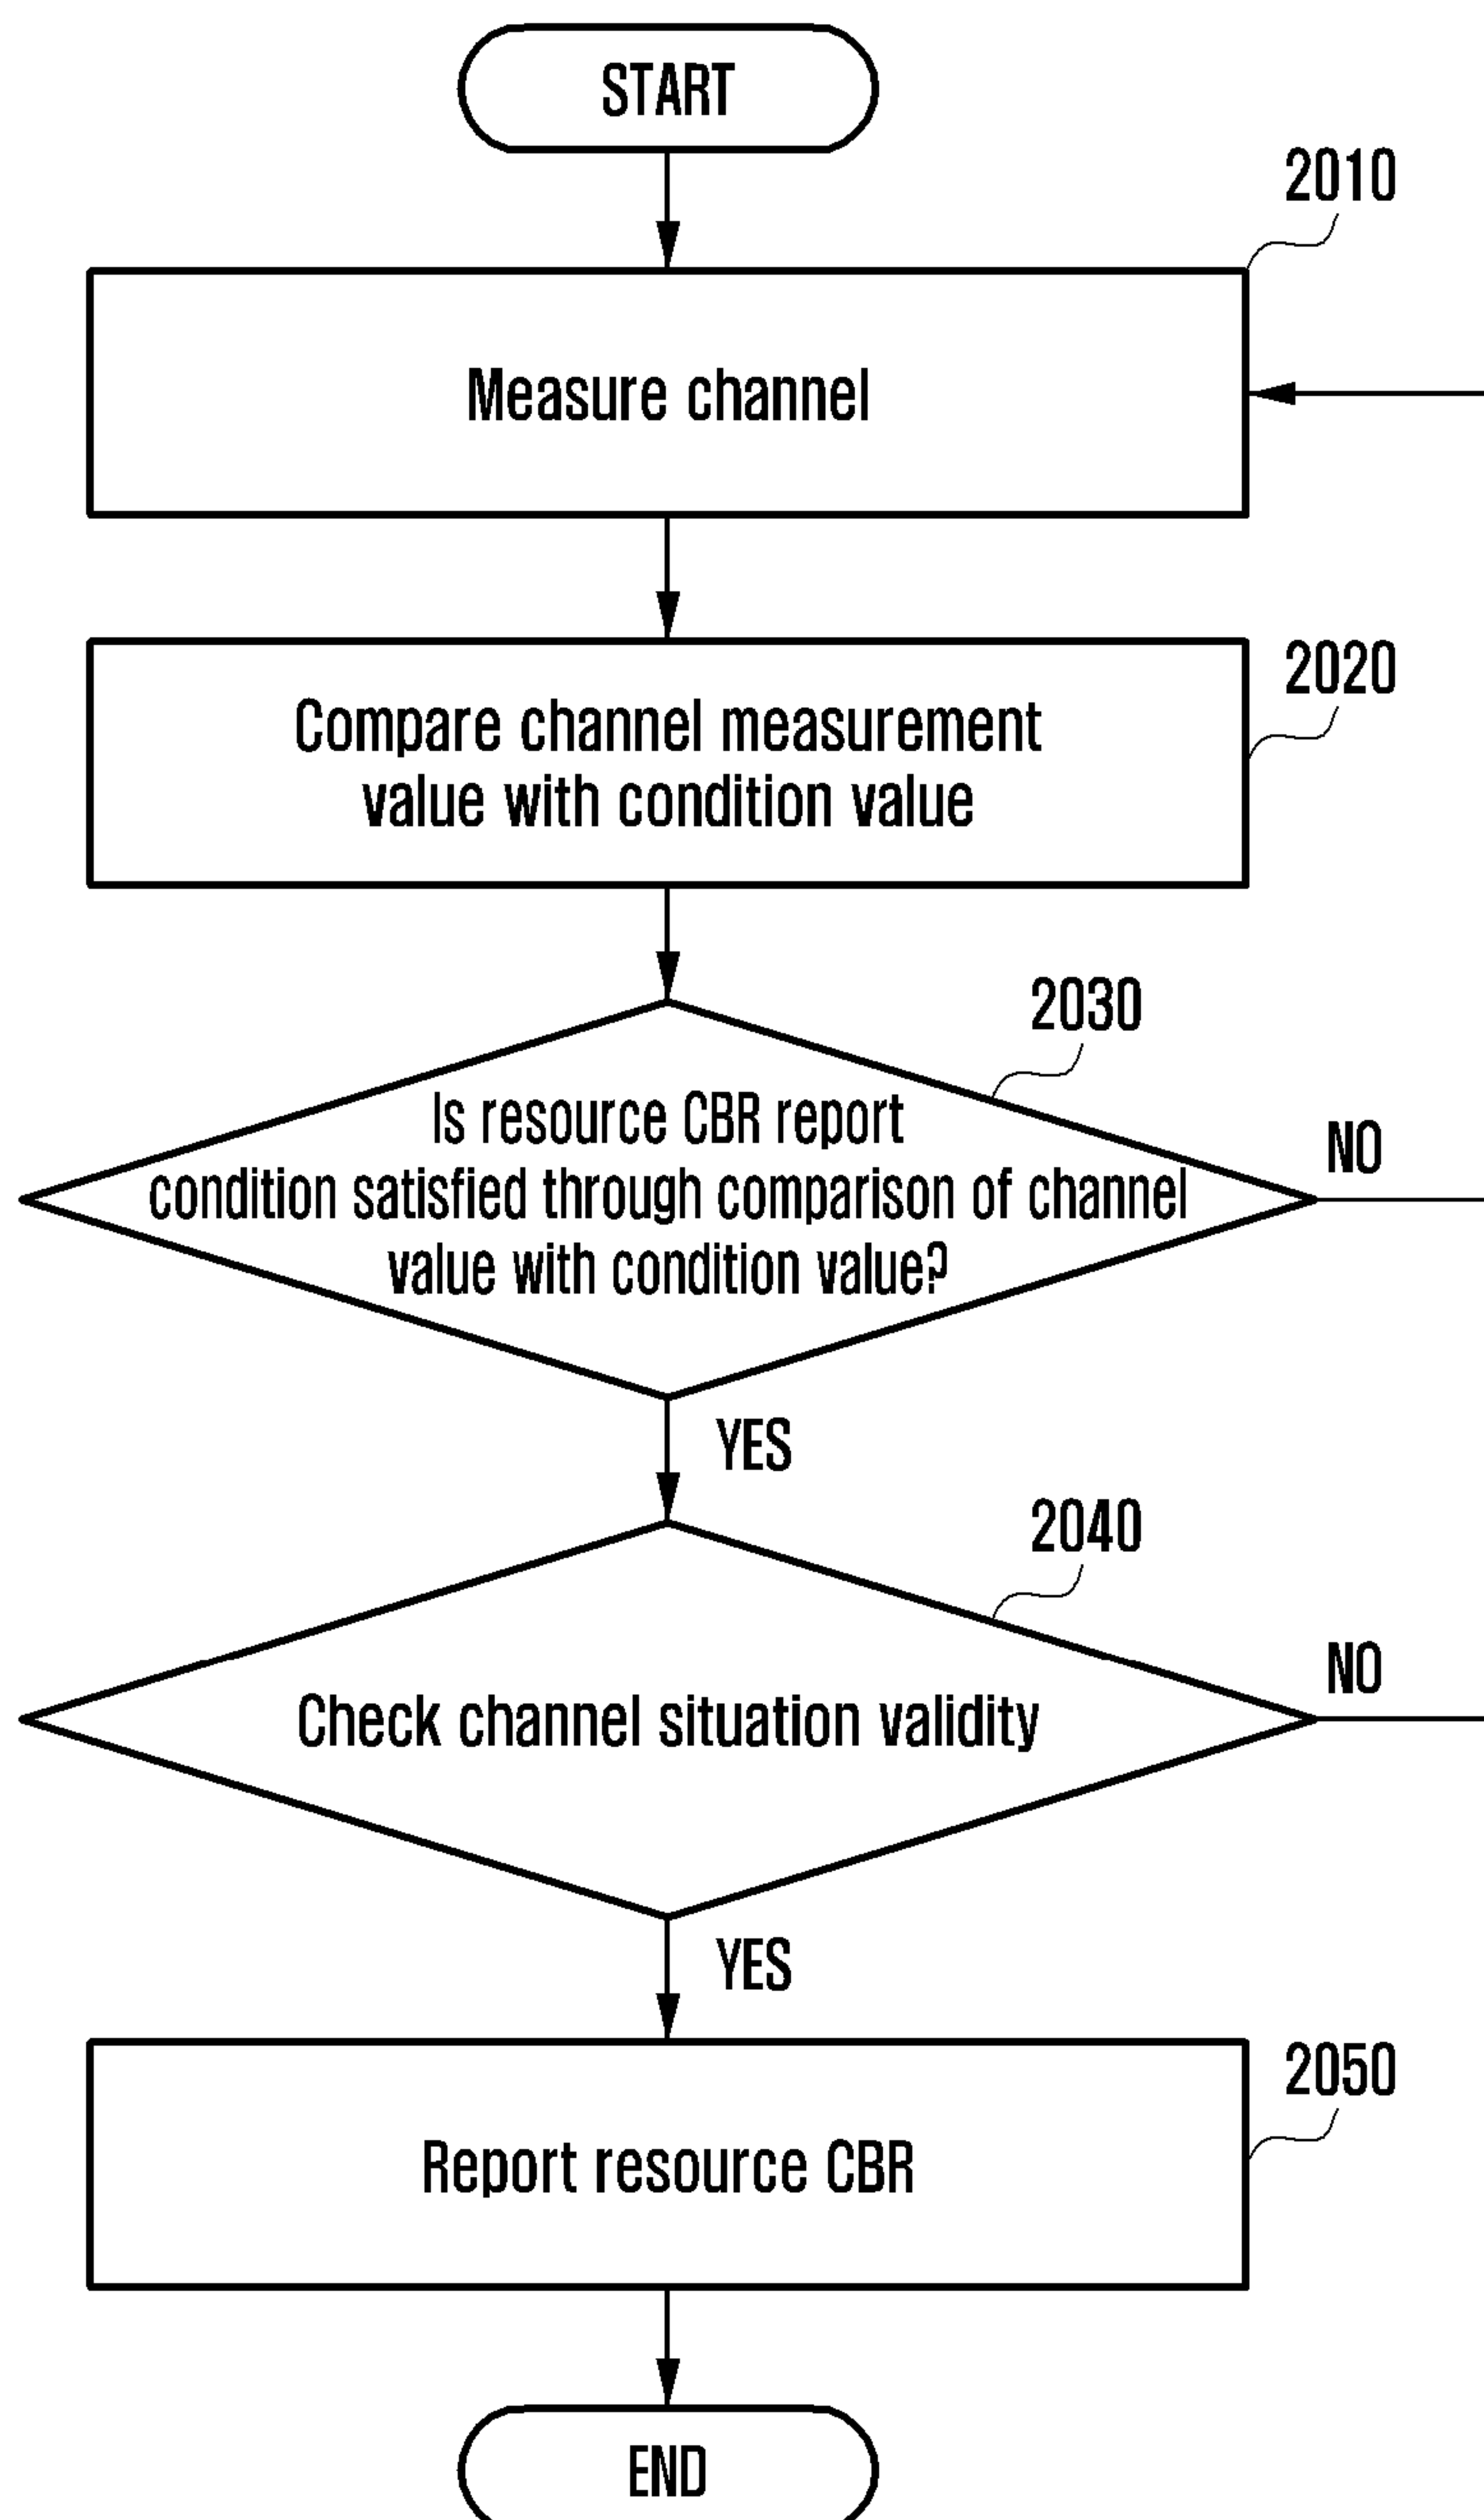 START
2010
Measure channel
2020
Compare channel measurement
value with condition value
2030
Is resource CBR report
condition satisfied through comparison of channel
value with condition value?
NO
YES
2040
Check channel situation validity
NO
YES
2050
Report resource CBR
END